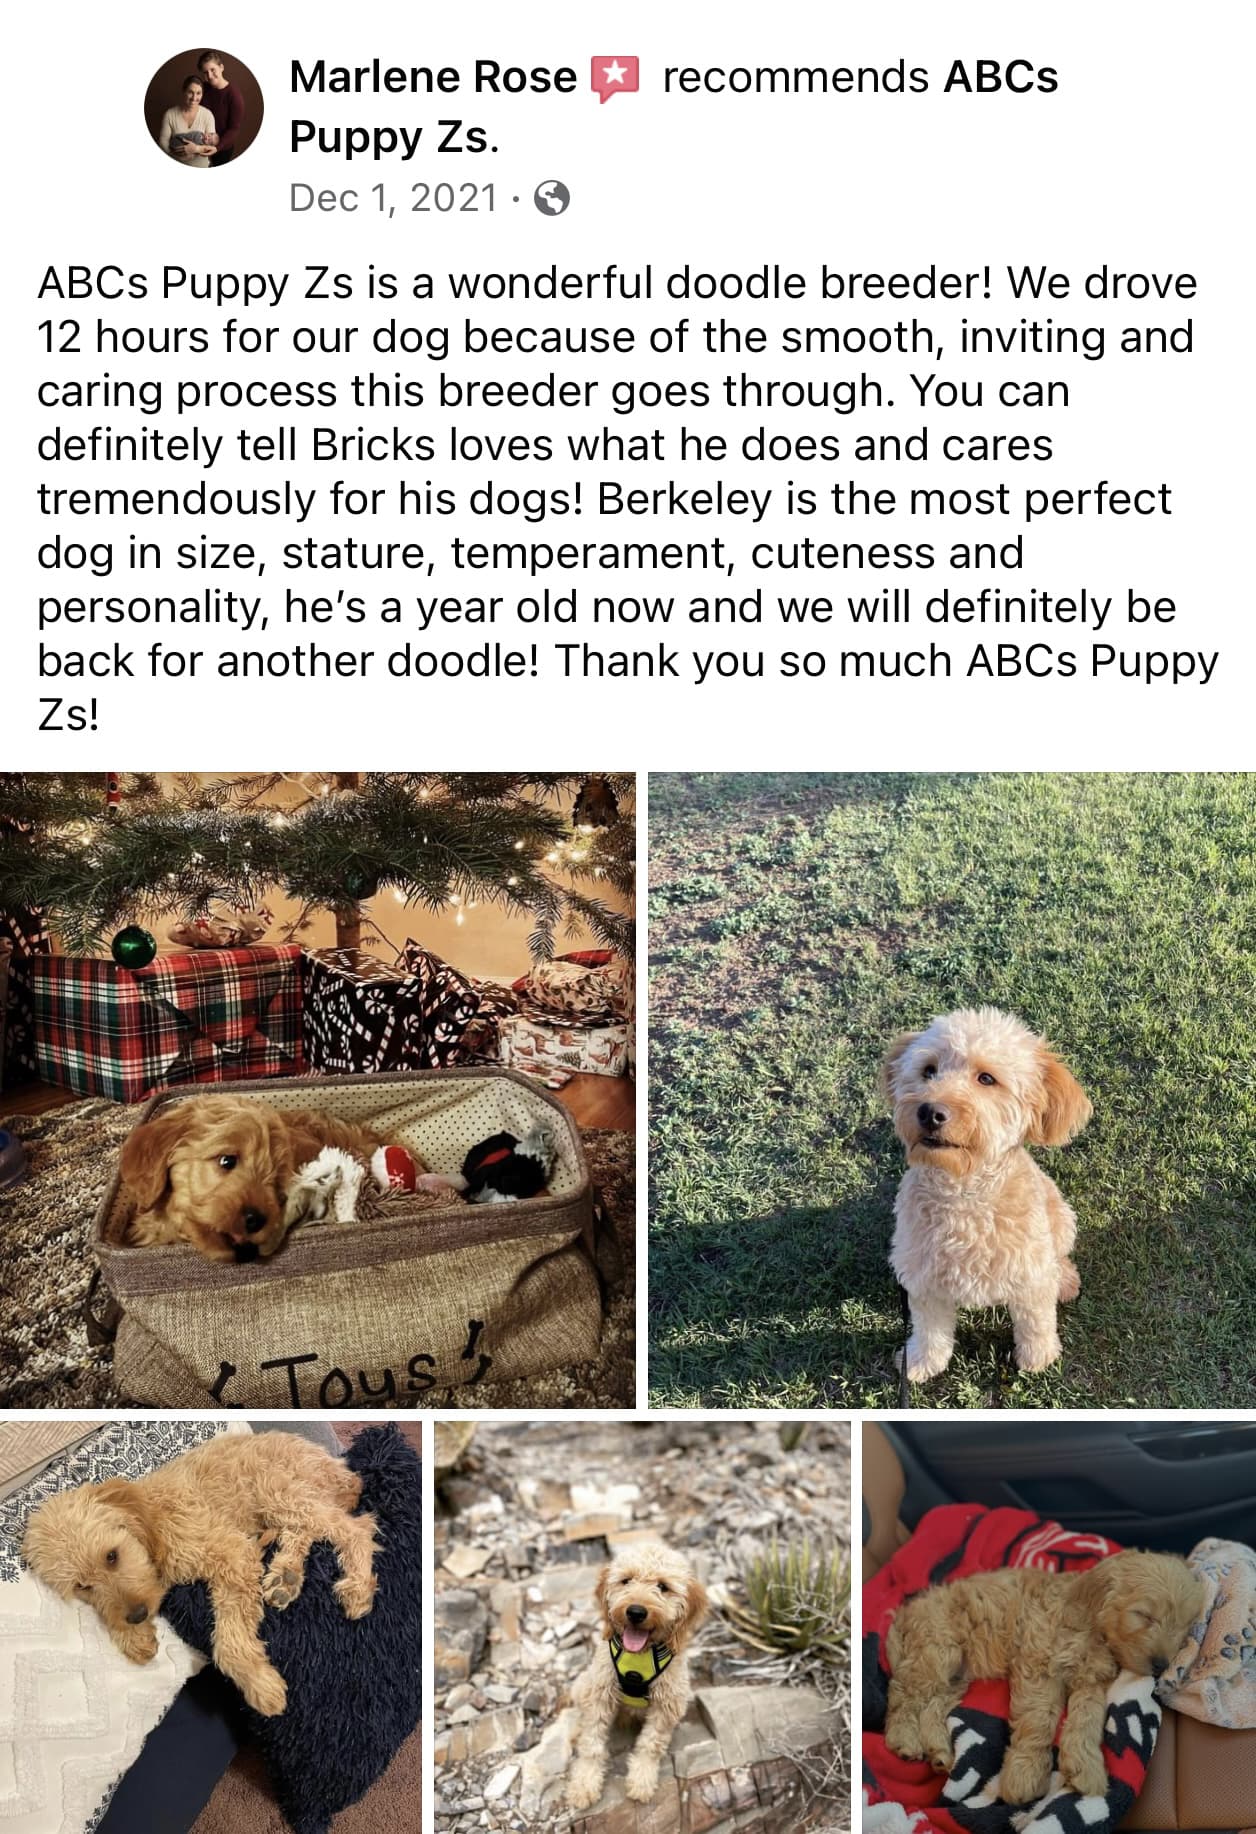 Marlene Rose recommends ABCs
Puppy Zs.
Dec 1, 2021 ·
ABCs Puppy Zs is a wonderful doodle breeder! We drove
12 hours for our dog because of the smooth, inviting and
caring process this breeder goes through. You can
definitely tell Bricks loves what he does and cares
tremendously for his dogs! Berkeley is the most perfect
dog in size, stature, temperament, cuteness and
personality, he’s a year old now and we will definitely be
back for another doodle! Thank you so much ABCs Puppy
Zs!
Toys